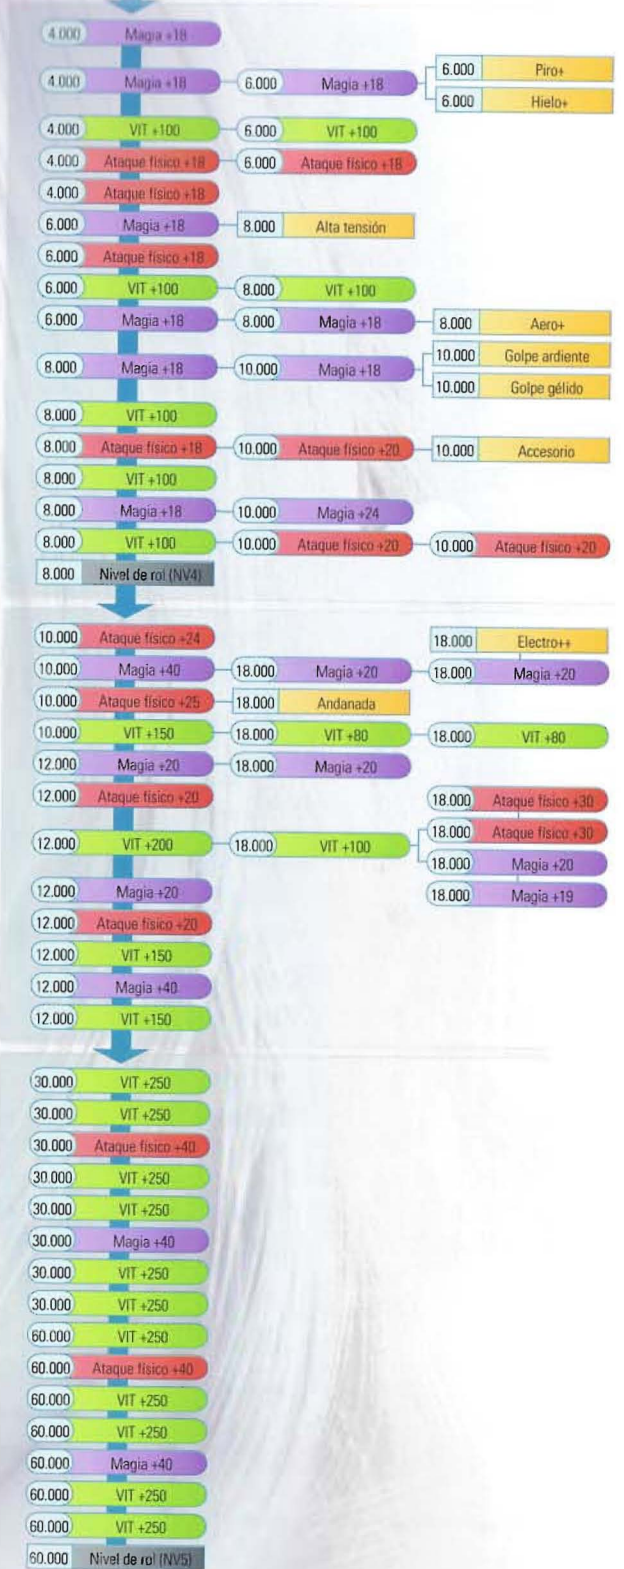 4.000 Magia +18
6.000 Piro+
4.000 Magia +18 6.000 Magia +18
6.000 Hielo+
4.000 VIT +100 6.000 VIT +100
4.000 Ataque físico +18 6.000 Ataque físico +18
4.000 Ataque físico +18
6.000 Magia +18 8.000 Alta tensión
6.000 Ataque físico +18
6.000 VIT +100 8.000 VIT +100
6.000 Magia +18 8.000 Magia +18 8.000 Aero+
10.000 Golpe ardiente
8.000 Magia +18 10.000 Magia +18
10.000 Golpe gélido
8.000 VIT +100
8.000 Ataque físico +18 10.000 Ataque físico +20 10.000 Accesorio
8.000 VIT +100
8.000 Magia +18 10.000 Magia +24
8.000 VIT +100 10.000 Ataque físico +20 10.000 Ataque físico +20
8.000 Nivel de rol (NV4)
10.000 Ataque físico +24 18.000 Electro++
10.000 Magia +40 18.000 Magia +20 18.000 Magia +20
10.000 Ataque físico +25 18.000 Andanada
10.000 VIT +150 18.000 VIT +80 18.000 VIT +80
12.000 Magia +20 18.000 Magia +20
12.000 Ataque físico +20 18.000 Ataque físico +30
18.000 Ataque físico +30
12.000 VIT +200 18.000 VIT +100
18.000 Magia +20
12.000 Magia +20 18.000 Magia +19
12.000 Ataque físico +20
12.000 VIT +150
12.000 Magia +40
12.000 VIT +150
30.000 VIT +250
30.000 VIT +250
30.000 Ataque físico +40
30.000 VIT +250
30.000 VIT +250
30.000 Magia +40
30.000 VIT +250
30.000 VIT +250
60.000 VIT +250
60.000 Ataque físico +40
60.000 VIT +250
60.000 VIT +250
60.000 Magia +40
60.000 VIT +250
60.000 VIT +250
60.000 Nivel de rol (NV5)